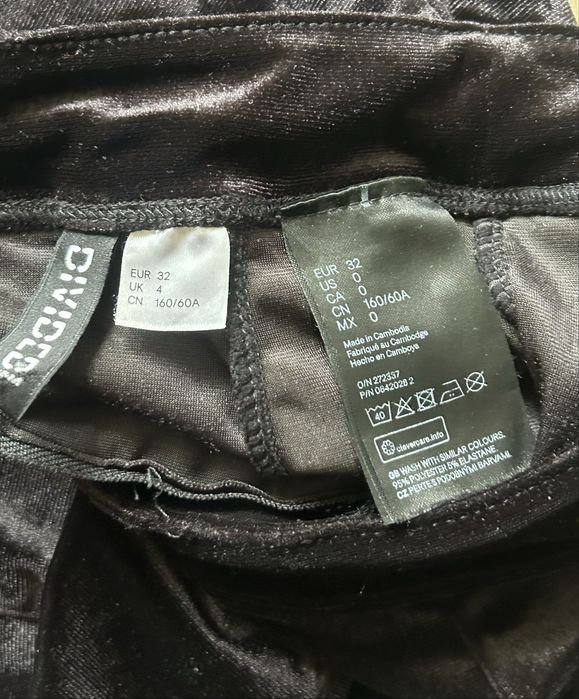 DIVIDED
EUR 32
UK 4
CN 160/60A
EUR 32
US 0
CA 0
CN 160/60A
MX 0
Made in Cambodia
Fabriqué au Cambodge
Hecho en Camboya
O/N 272337
P/N 0842028 2
40
clevercare.info
GB WASH WITH SIMILAR COLOURS.
95% POLYESTER 5% ELASTANE.
CZ PERTE S PODOBNÝMI BARVAMI.